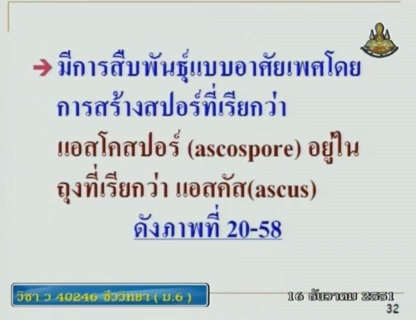 ➔ มีการสืบพันธุ์แบบอาศัยเพศโดย
การสร้างสปอร์ที่เรียกว่า
แอสโคสปอร์ (ascospore) อยู่ใน
ถุงที่เรียกว่า แอสคัส(ascus)
ดังภาพที่ 20-58
วิชา ว 40246 ชีววิทยา ( ม.6 )
16 ธันวาคม 2551
32